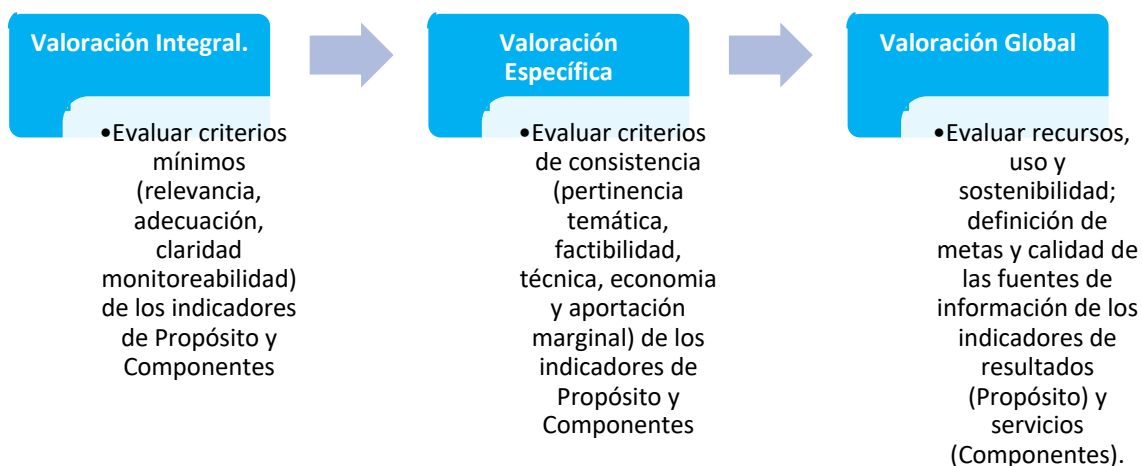 Valoración Integral.
•Evaluar criterios
mínimos
(relevancia,
adecuación,
claridad
monitoreabilidad)
de los indicadores
de Propósito y
Componentes
Valoración
Específica
•Evaluar criterios
de consistencia
(pertinencia
temática,
factibilidad,
técnica, economia
y aportación
marginal) de los
indicadores de
Propósito y
Componentes
Valoración Global
•Evaluar recursos,
uso y
sostenibilidad;
definición de
metas y calidad de
las fuentes de
información de los
indicadores de
resultados
(Propósito) y
servicios
(Componentes).